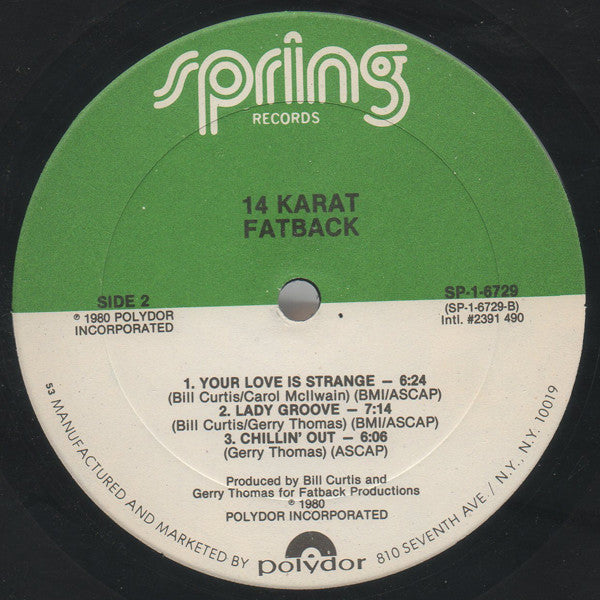 spring
RECORDS
14 KARAT
FATBACK
SIDE 2
℗ 1980 POLYDOR
INCORPORATED
SP-1-6729
(SP-1-6729-B)
Intl. #2391 490
1. YOUR LOVE IS STRANGE — 6:24
(Bill Curtis/Carol McIlwain) (BMI/ASCAP)
2. LADY GROOVE — 7:14
(Bill Curtis/Gerry Thomas) (BMI/ASCAP)
3. CHILLIN' OUT — 6:06
(Gerry Thomas) (ASCAP)
Produced by Bill Curtis and
Gerry Thomas for Fatback Productions
℗ 1980
POLYDOR INCORPORATED
53 MANUFACTURED AND MARKETED BY polydor 810 SEVENTH AVE / N.Y., N.Y. 10019